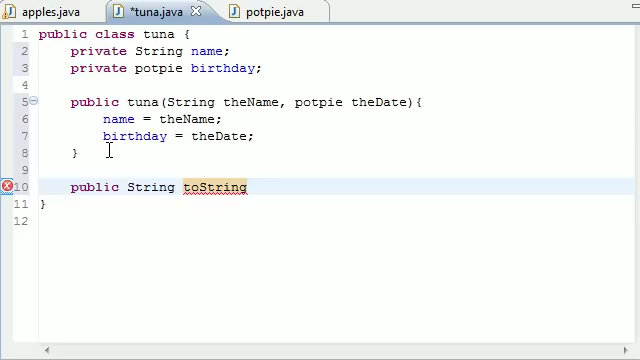 apples.java *tuna.java potpie.java
1 public class tuna {
2 private String name;
3 private potpie birthday;
4
5 public tuna(String theName, potpie theDate){
6 name = theName;
7 birthday = theDate;
8 }
9
10 public String toString
11 }
12